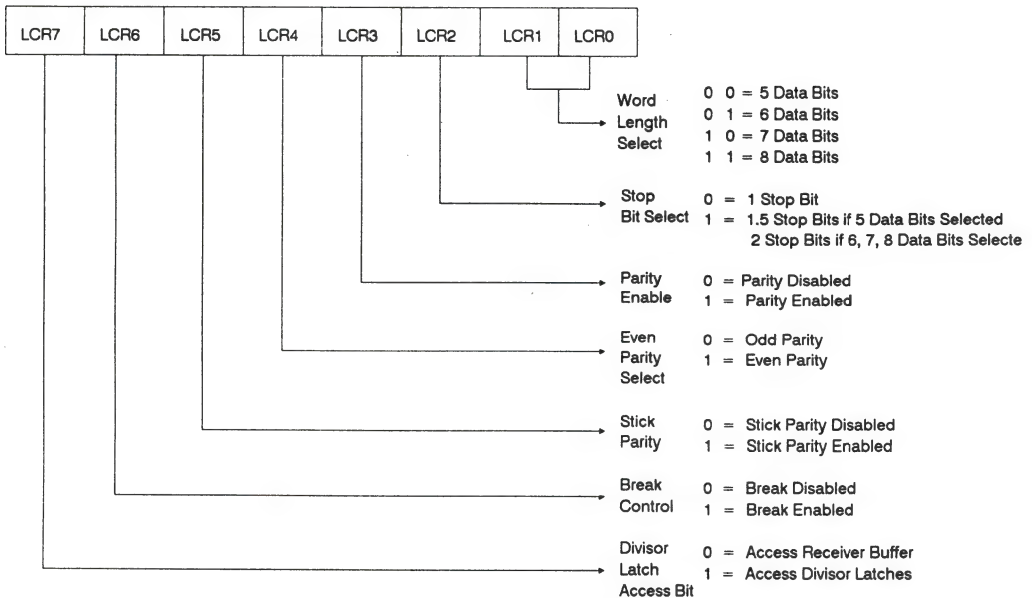 LCR7 LCR6 LCR5 LCR4 LCR3 LCR2 LCR1 LCR0
Word
Length
Select
0 0 = 5 Data Bits
0 1 = 6 Data Bits
1 0 = 7 Data Bits
1 1 = 8 Data Bits
Stop
Bit Select
0 = 1 Stop Bit
1 = 1.5 Stop Bits if 5 Data Bits Selected
2 Stop Bits if 6, 7, 8 Data Bits Selecte
Parity
Enable
0 = Parity Disabled
1 = Parity Enabled
Even
Parity
Select
0 = Odd Parity
1 = Even Parity
Stick
Parity
0 = Stick Parity Disabled
1 = Stick Parity Enabled
Break
Control
0 = Break Disabled
1 = Break Enabled
Divisor
Latch
Access Bit
0 = Access Receiver Buffer
1 = Access Divisor Latches